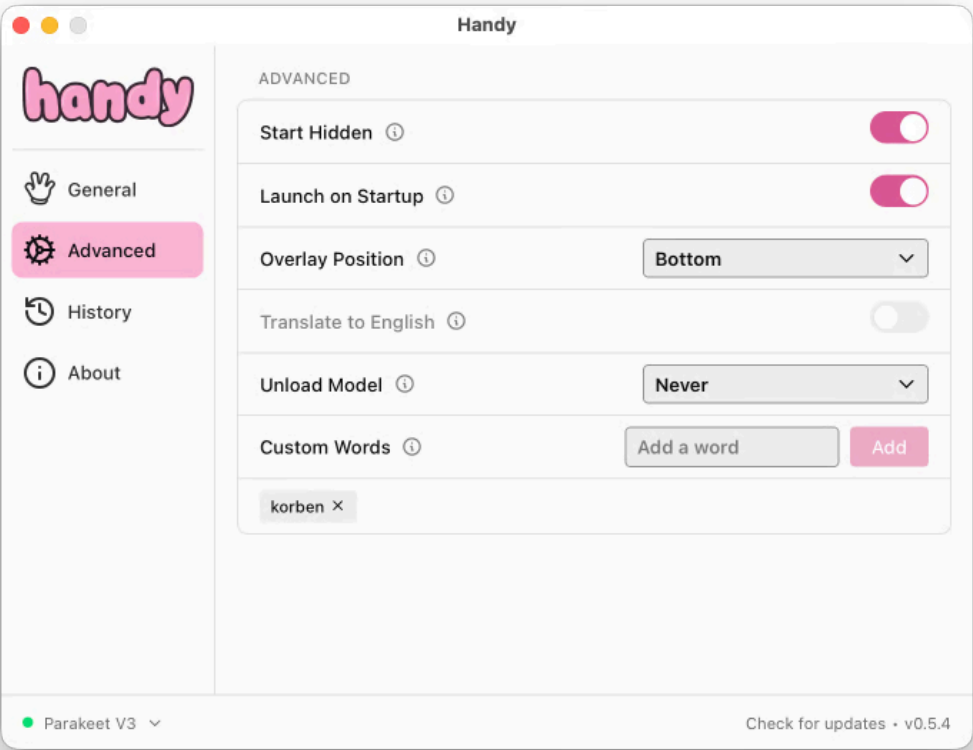 Handy
handy
General
Advanced
History
About
ADVANCED
Start Hidden
Launch on Startup
Overlay Position Bottom
Translate to English
Unload Model Never
Custom Words Add a word Add
korben ×
Parakeet V3
Check for updates • v0.5.4